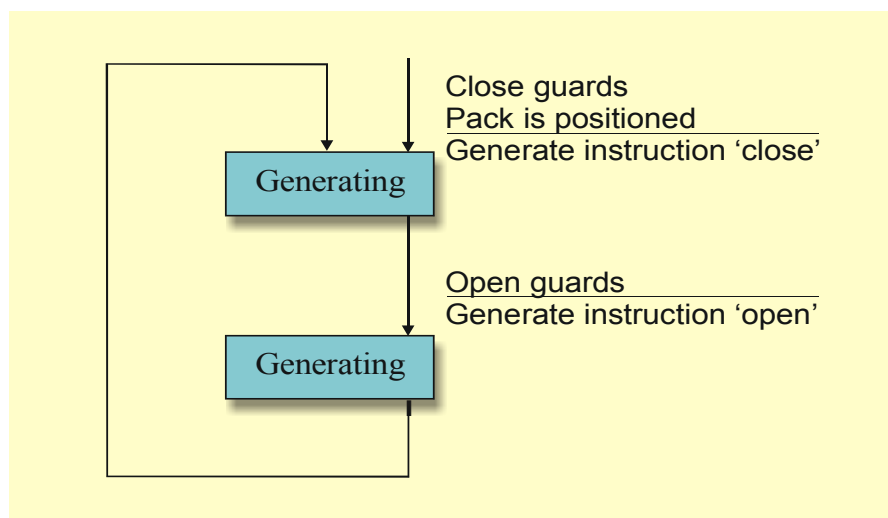 Close guards
Pack is positioned
Generate instruction ‘close’
Generating
Open guards
Generate instruction ‘open’
Generating